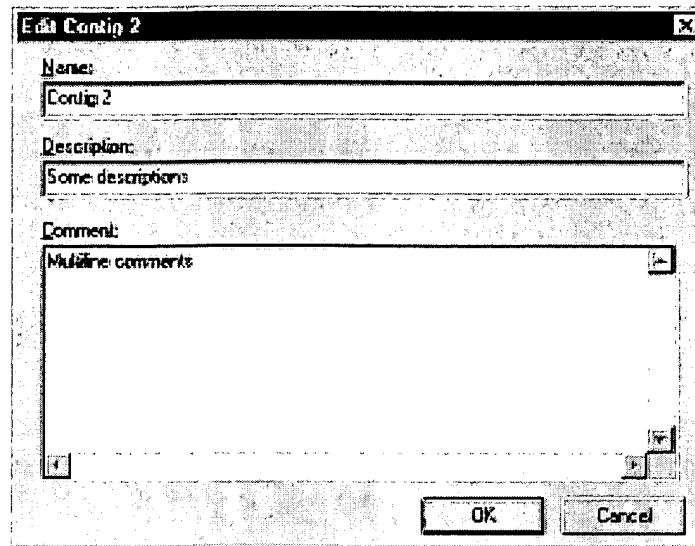 Edit Contig 2
Name:
Contig 2
Description:
Some descriptions
Comment:
Multiline comments
OK
Cancel